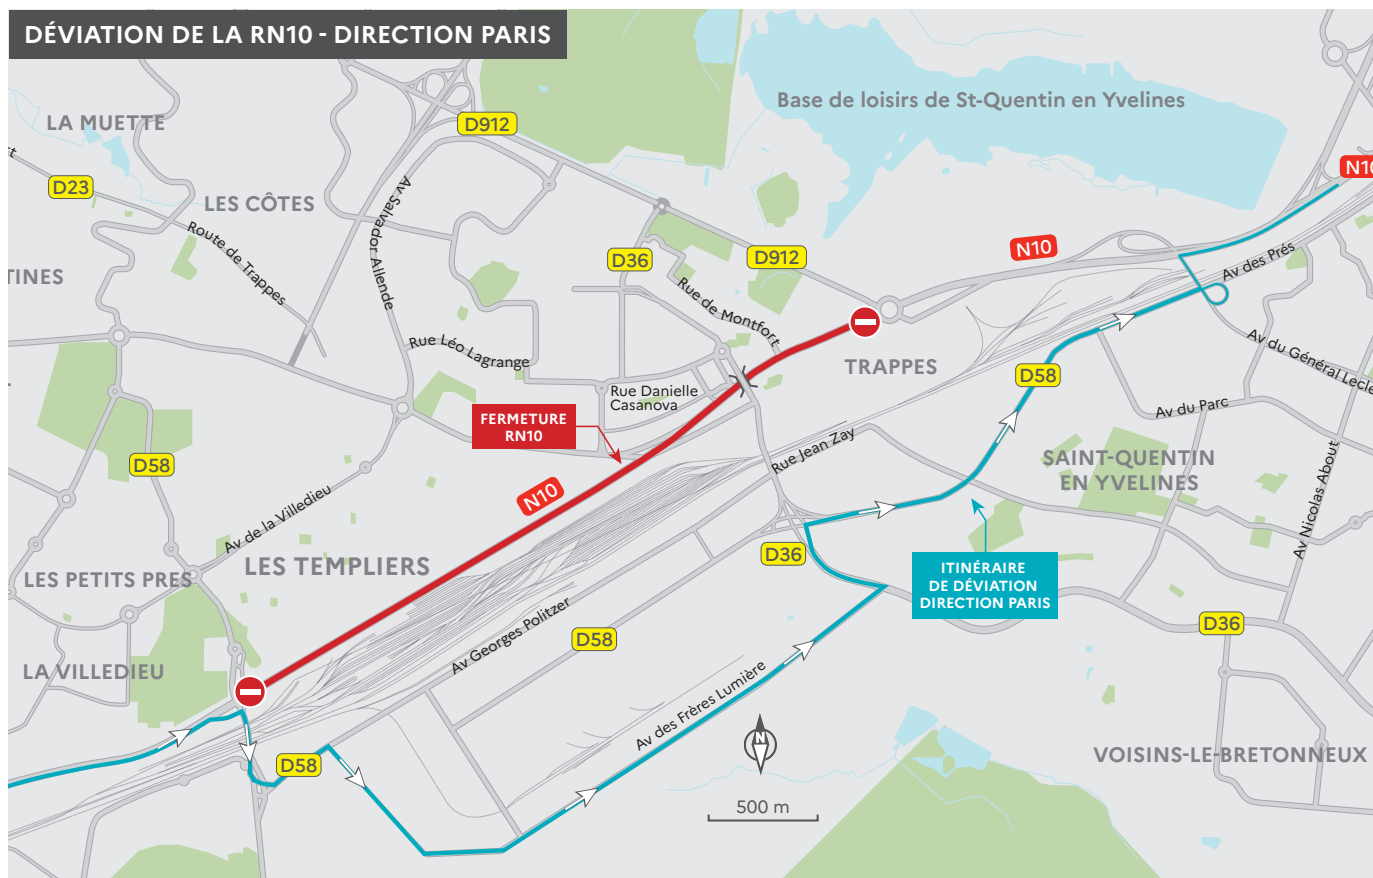 DÉVIATION DE LA RN10 - DIRECTION PARIS
Base de loisirs de St-Quentin en Yvelines
LA MUETTE
D912
D23
LES CÔTES
Av Salvador Allende
Route de Trappes
D36
D912
N10
N10
TINES
Av des Prés
Rue de Montfort
Rue Léo Lagrange
TRAPPES
D58
Av du Général Lecle
Rue Danielle
Casanova
Av du Parc
FERMETURE
RN10
Rue Jean Zay
SAINT-QUENTIN
EN YVELINES
D58
N10
Av Nicolas About
Av de la Villedieu
D36
LES TEMPLIERS
LES PETITS PRES
ITINÉRAIRE
DE DÉVIATION
DIRECTION PARIS
Av Georges Politzer
D58
D36
LA VILLEDIEU
Av des Frères Lumière
N
D58
VOISINS-LE-BRETONNEUX
500 m